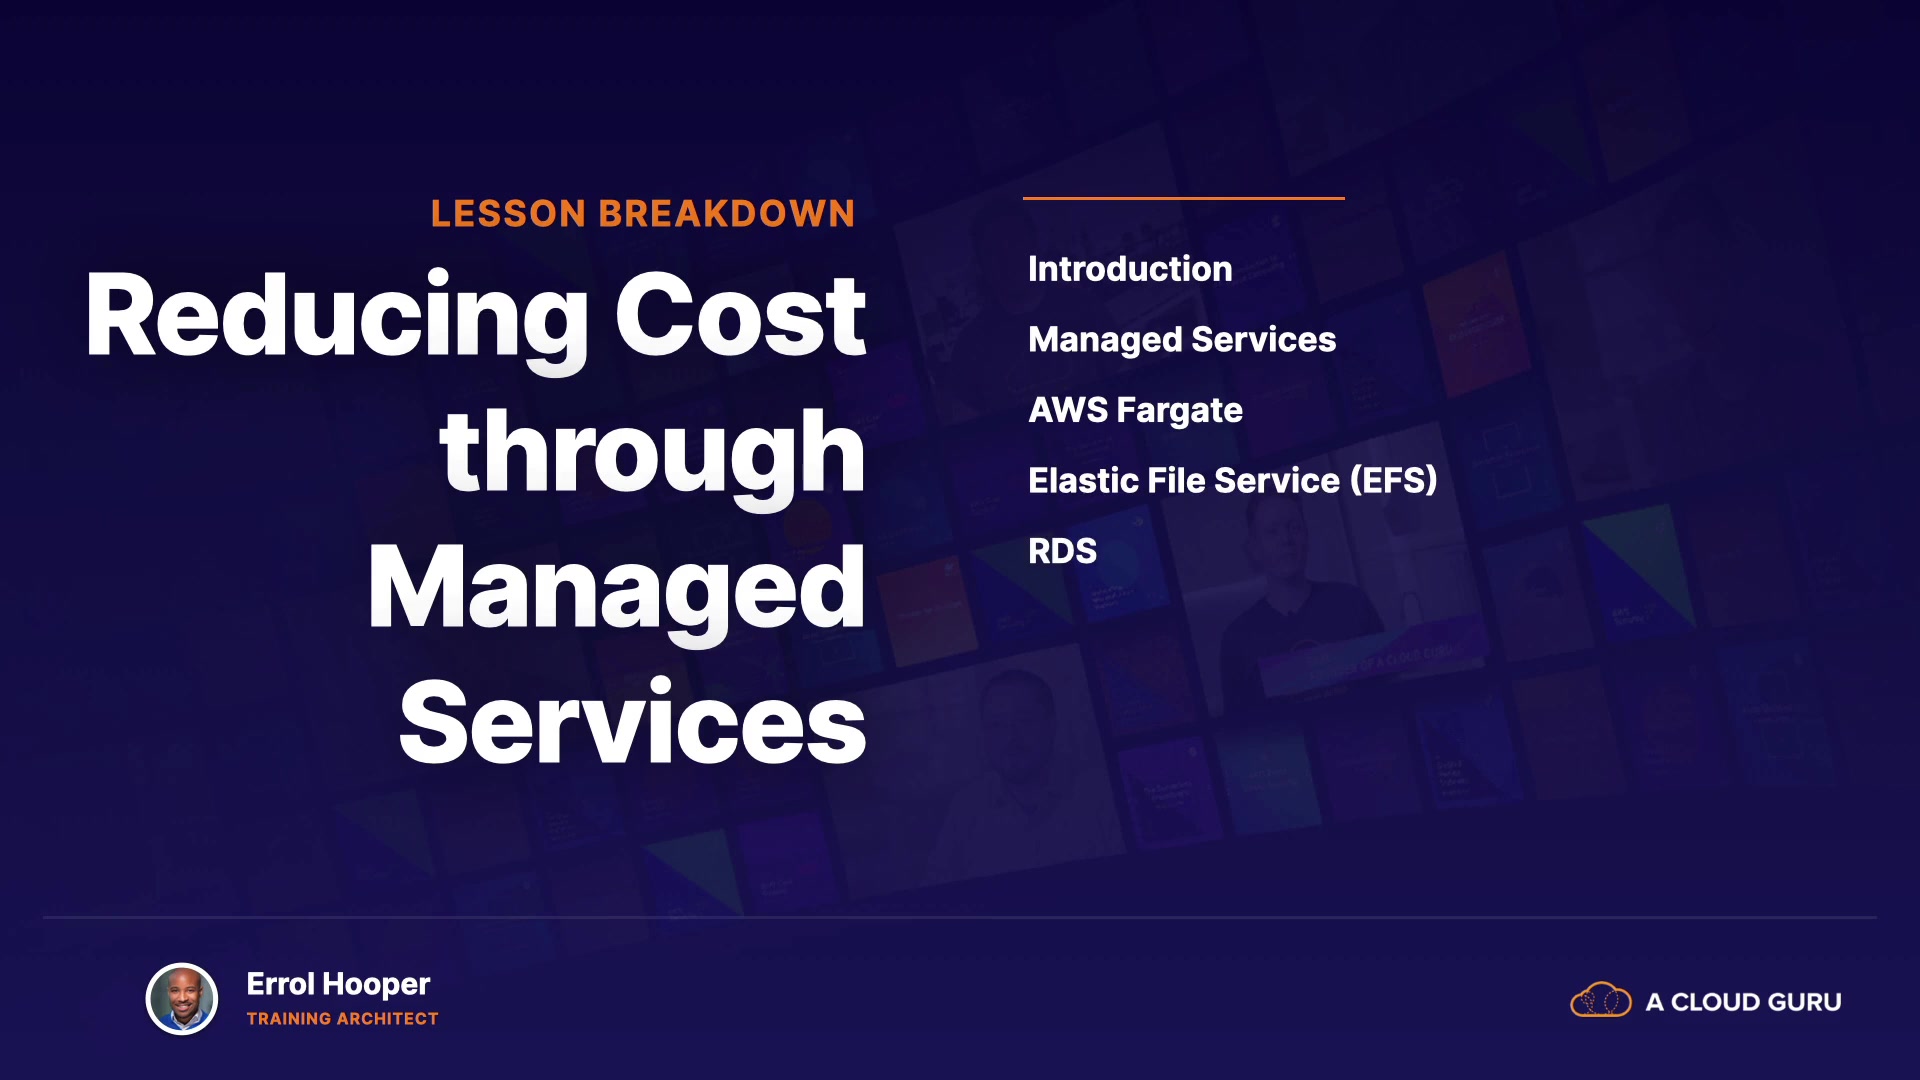 LESSON BREAKDOWN
Reducing Cost
through
Managed
Services
Introduction
Managed Services
AWS Fargate
Elastic File Service (EFS)
RDS
Errol Hooper
TRAINING ARCHITECT
A CLOUD GURU